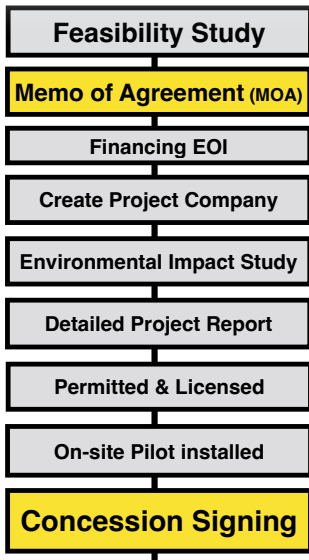 Feasibility Study
Memo of Agreement (MOA)
Financing EOI
Create Project Company
Environmental Impact Study
Detailed Project Report
Permitted & Licensed
On-site Pilot installed
Concession Signing